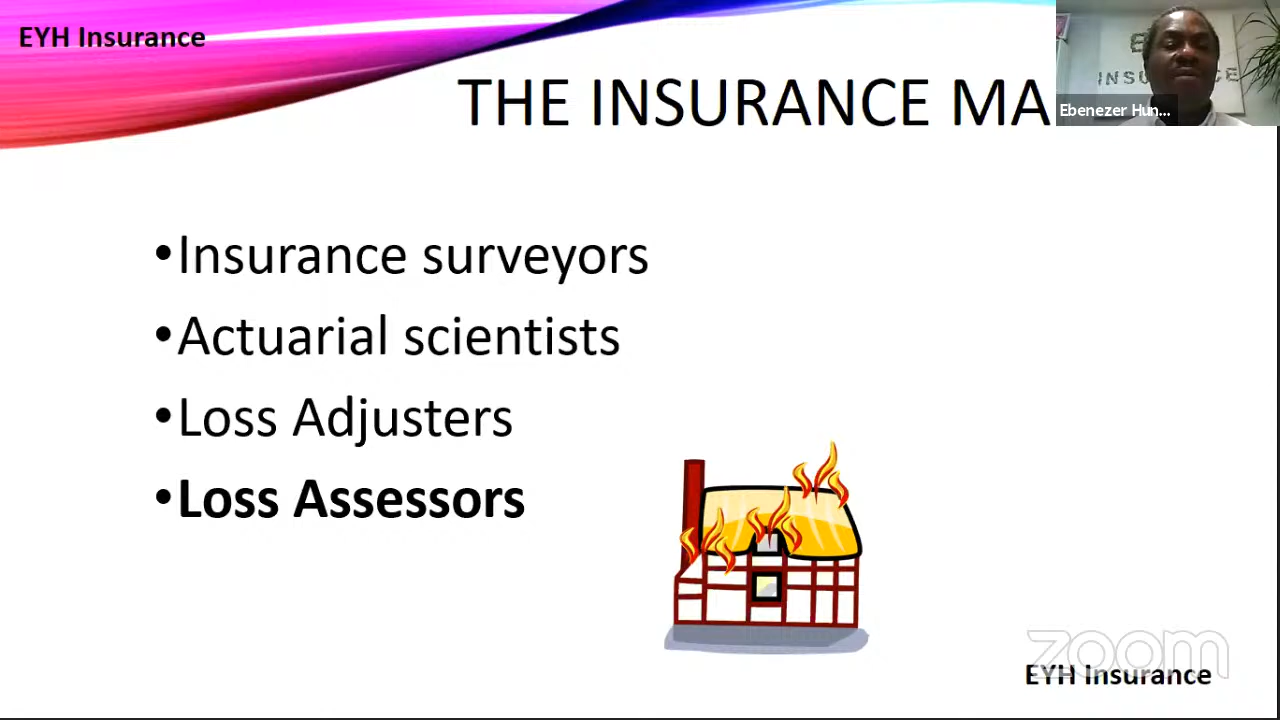 EYH Insurance
THE INSURANCE MA
Ebenezer Hun...
•Insurance surveyors
•Actuarial scientists
•Loss Adjusters
•Loss Assessors
zoom
EYH Insurance